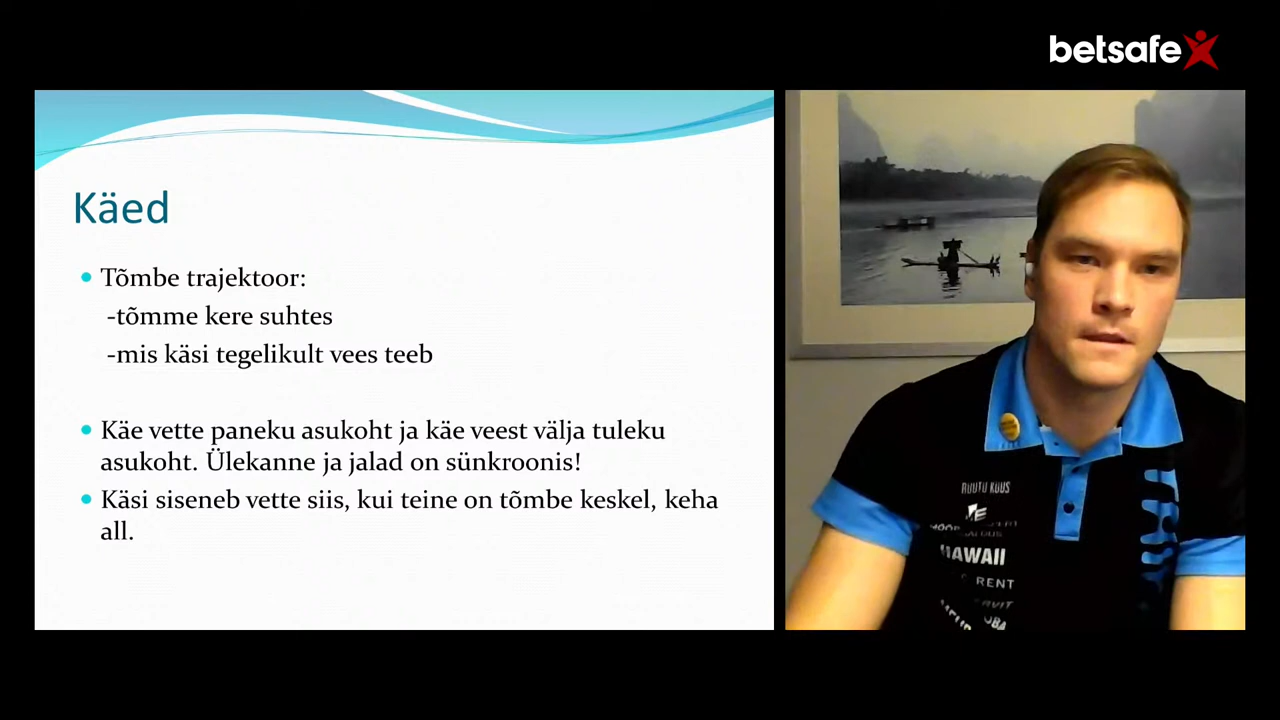 betsafe
Käed
Tõmbe trajektoor:
-tõmme kere suhtes
-mis käsi tegelikult vees teeb
Käe vette paneku asukoht ja käe veest välja tuleku
asukoht. Ülekanne ja jalad on sünkroonis!
Käsi siseneb vette siis, kui teine on tõmbe keskel, keha
all.
RUUTU KUUS
HAWAII
RENT